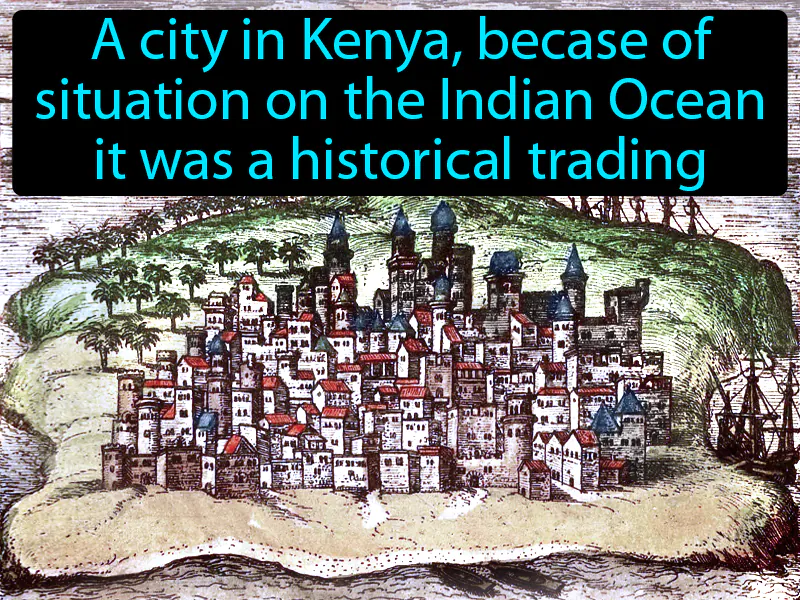 A city in Kenya, becase of
situation on the Indian Ocean
it was a historical trading